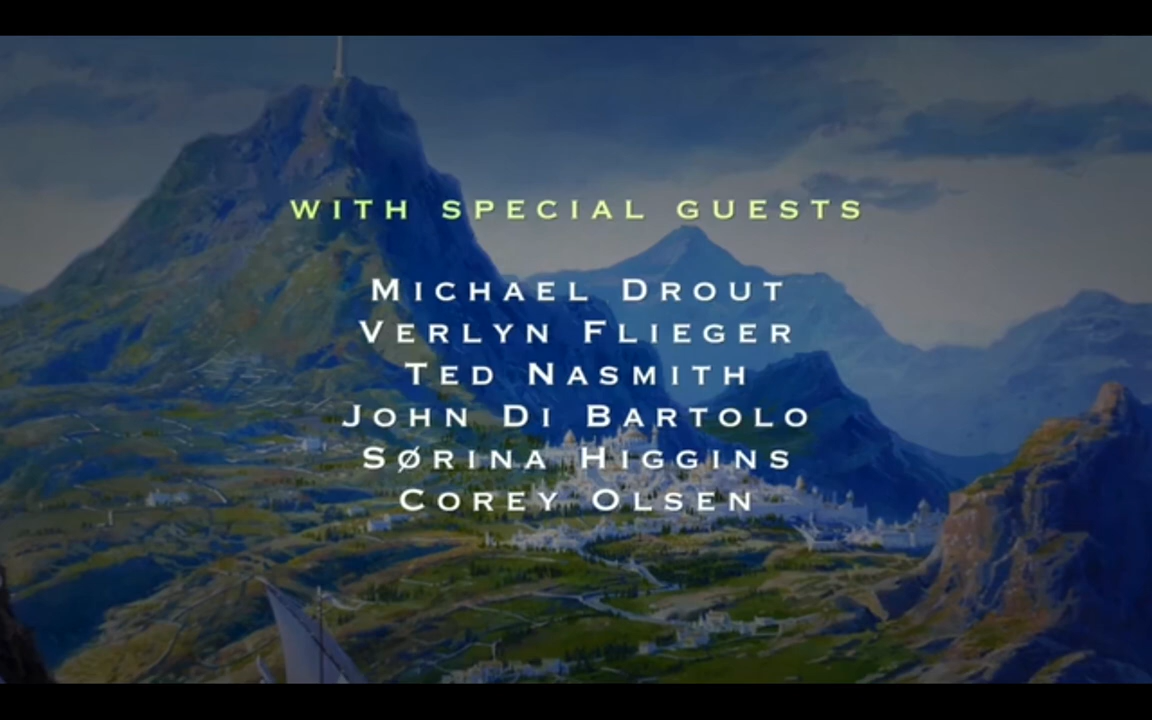 WITH SPECIAL GUESTS
MICHAEL DROUT
VERLYN FLIEGER
TED NASMITH
JOHN DI BARTOLO
SØRINA HIGGINS
COREY OLSEN